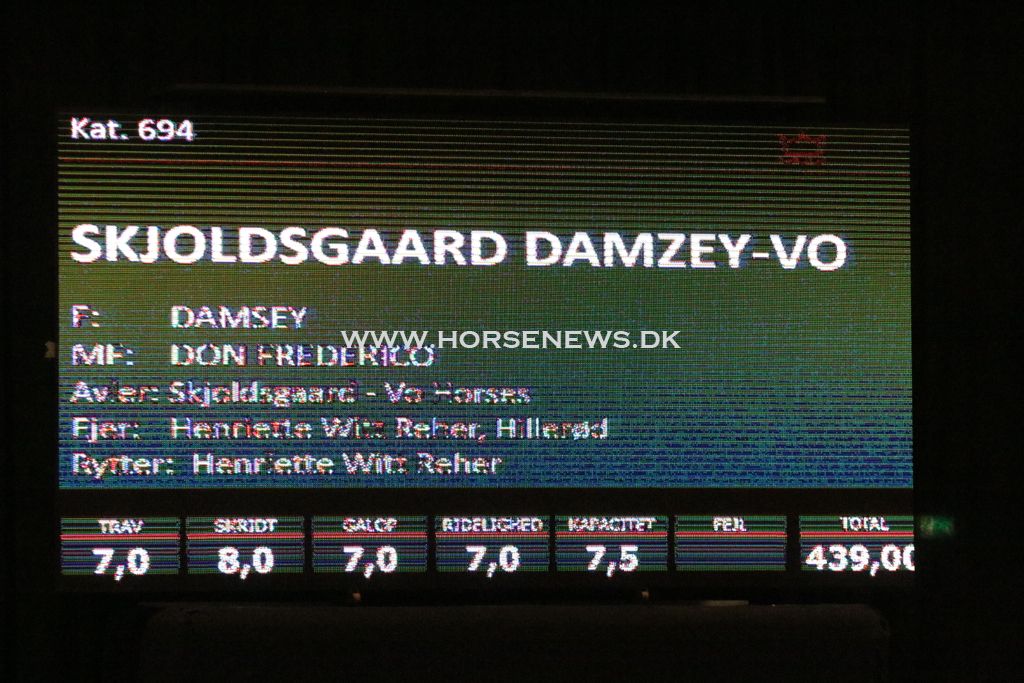 Kat. 694
SKJOLDSGAARD DAMZEY-VO
F: DAMSEY
WWW.HORSENEWS.DK
MF: DON FREDERICO
Avler: Skjoldsgaard - Vo Horses
Ejer: Henriette Witz Reher, Hillerød
Rytter: Henriette Witz Reher
TRAV SKRIDT GALOP RIDELIGHED KAPACITET FEJL TOTAL
7,0 8,0 7,0 7,0 7,5 439,00